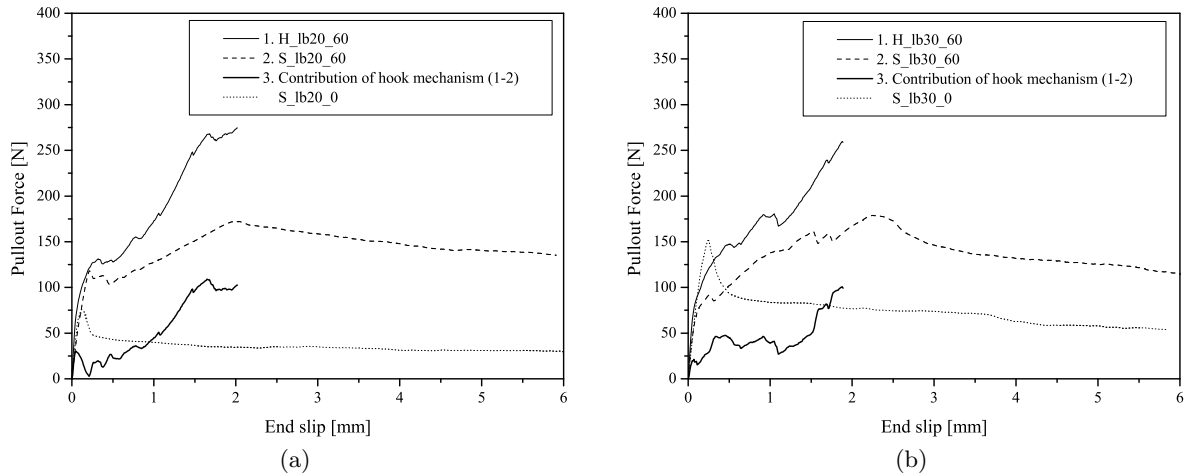 400
350
300
250
200
150
100
50
0
Pullout Force [N]
1. H_lb20_60
2. S_lb20_60
3. Contribution of hook mechanism (1-2)
S_lb20_0
0 1 2 3 4 5 6
End slip [mm]
(a)
400
350
300
250
200
150
100
50
0
Pullout Force [N]
1. H_lb30_60
2. S_lb30_60
3. Contribution of hook mechanism (1-2)
S_lb30_0
0 1 2 3 4 5 6
End slip [mm]
(b)